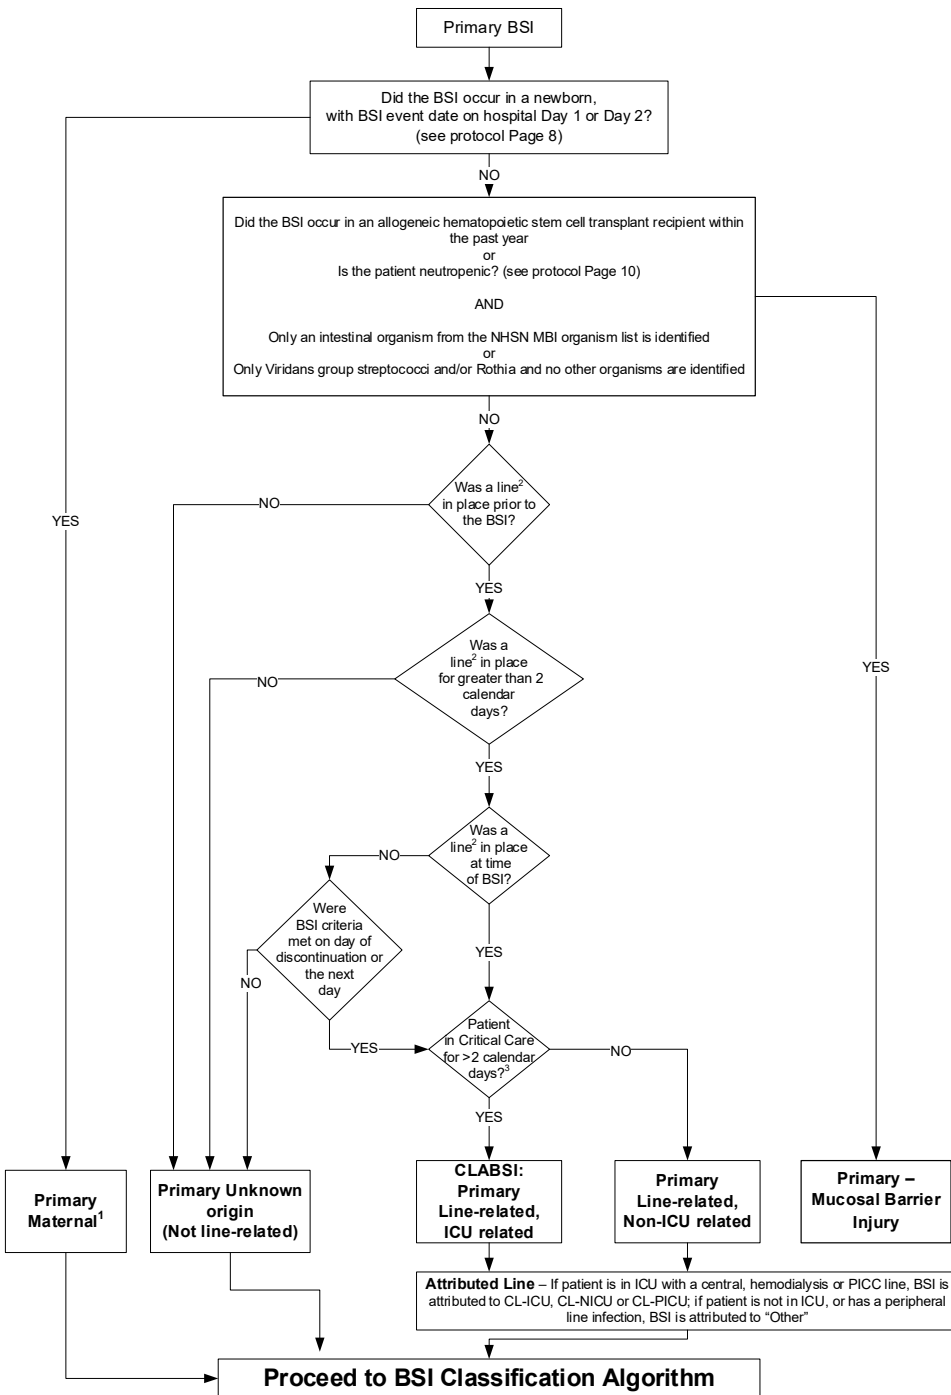 Primary BSI
Did the BSI occur in a newborn,
with BSI event date on hospital Day 1 or Day 2?
(see protocol Page 8)
NO
Did the BSI occur in an allogeneic hematopoietic stem cell transplant recipient within
the past year
or
Is the patient neutropenic? (see protocol Page 10)
AND
Only an intestinal organism from the NHSN MBI organism list is identified
or
Only Viridans group streptococci and/or Rothia and no other organisms are identified
NO
Was a line²
in place prior to
the BSI?
NO
YES
YES
Was a
line² in place
for greater than 2
calendar
days?
NO
YES
YES
Was a
line² in place
at time
of BSI?
NO
Were
BSI criteria
met on day of
discontinuation or
the next
day
YES
NO
Patient
in Critical Care
for >2 calendar
days?³
YES
NO
YES
Primary
Maternal¹
Primary Unknown
origin
(Not line-related)
CLABSI:
Primary
Line-related,
ICU related
Primary
Line-related,
Non-ICU related
Primary –
Mucosal Barrier
Injury
Attributed Line – If patient is in ICU with a central, hemodialysis or PICC line, BSI is
attributed to CL-ICU, CL-NICU or CL-PICU; if patient is not in ICU, or has a peripheral
line infection, BSI is attributed to “Other”
Proceed to BSI Classification Algorithm